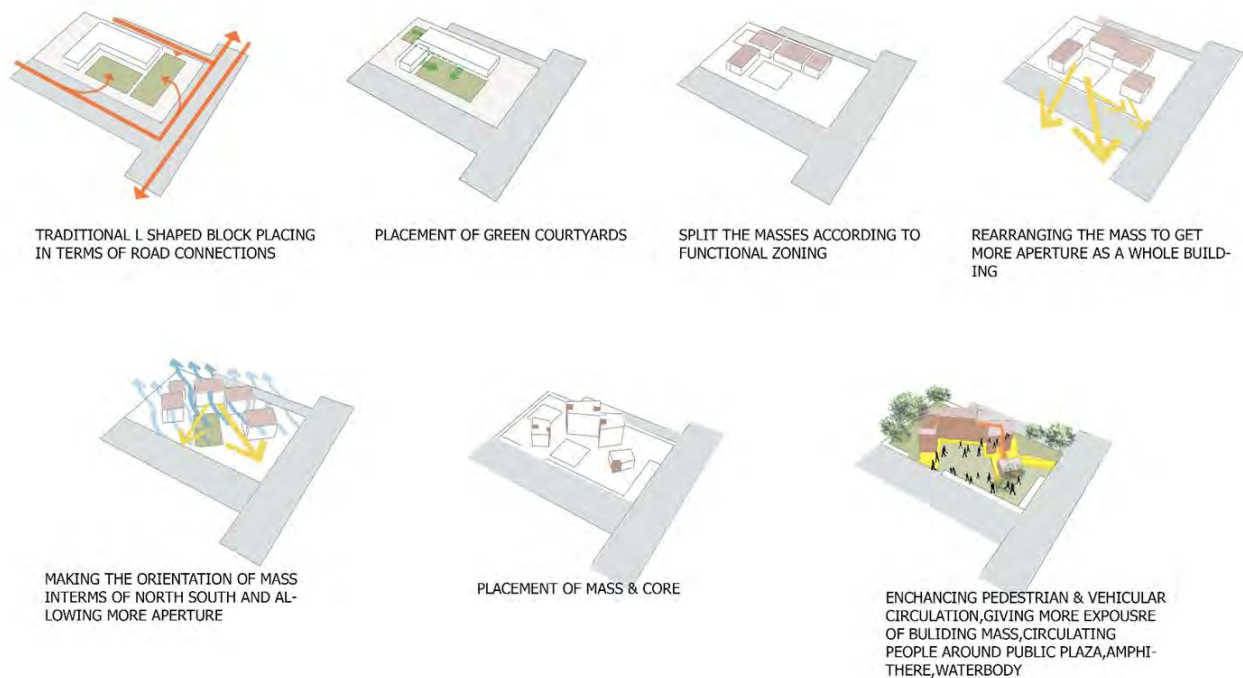 TRADITIONAL L SHAPED BLOCK PLACING
IN TERMS OF ROAD CONNECTIONS
PLACEMENT OF GREEN COURTYARDS
SPLIT THE MASSES ACCORDING TO
FUNCTIONAL ZONING
REARRANGING THE MASS TO GET
MORE APERTURE AS A WHOLE BUILD-
ING
MAKING THE ORIENTATION OF MASS
INTERMS OF NORTH SOUTH AND AL-
LOWING MORE APERTURE
PLACEMENT OF MASS & CORE
ENCHANCING PEDESTRIAN & VEHICULAR
CIRCULATION,GIVING MORE EXPOUSRE
OF BULIDING MASS,CIRCULATING
PEOPLE AROUND PUBLIC PLAZA,AMPHI-
THERE,WATERBODY